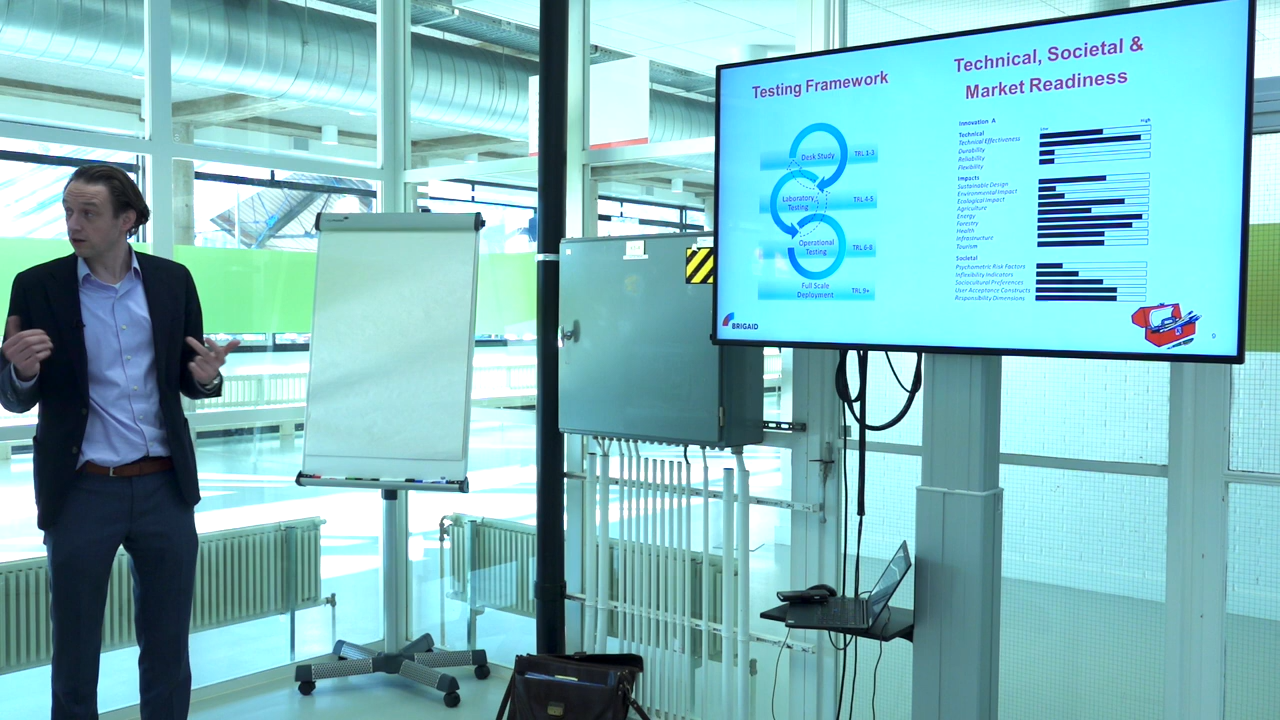 Testing Framework
Desk Study
TRL 1-3
Laboratory
Testing
TRL 4-5
Operational
Testing
TRL 6-8
Full Scale
Deployment
TRL 9+
BRIGAID
Technical, Societal &
Market Readiness
Innovation A
Low
High
Technical
Technical Effectiveness
Durability
Reliability
Flexibility
Impacts
Sustainable Design
Environmental Impact
Ecological Impact
Agriculture
Energy
Forestry
Health
Infrastructure
Tourism
Societal
Psychometric Risk Factors
Inflexibility Indicators
Sociocultural Preferences
User Acceptance Constructs
Responsibility Dimensions
9